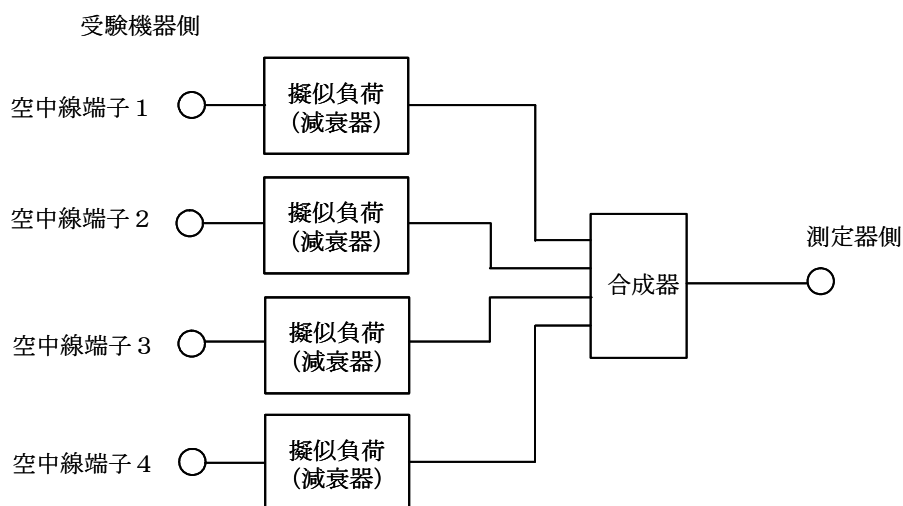 受験機器側
空中線端子1
擬似負荷
(減衰器)
空中線端子2
擬似負荷
(減衰器)
合成器
測定器側
空中線端子3
擬似負荷
(減衰器)
空中線端子4
擬似負荷
(減衰器)